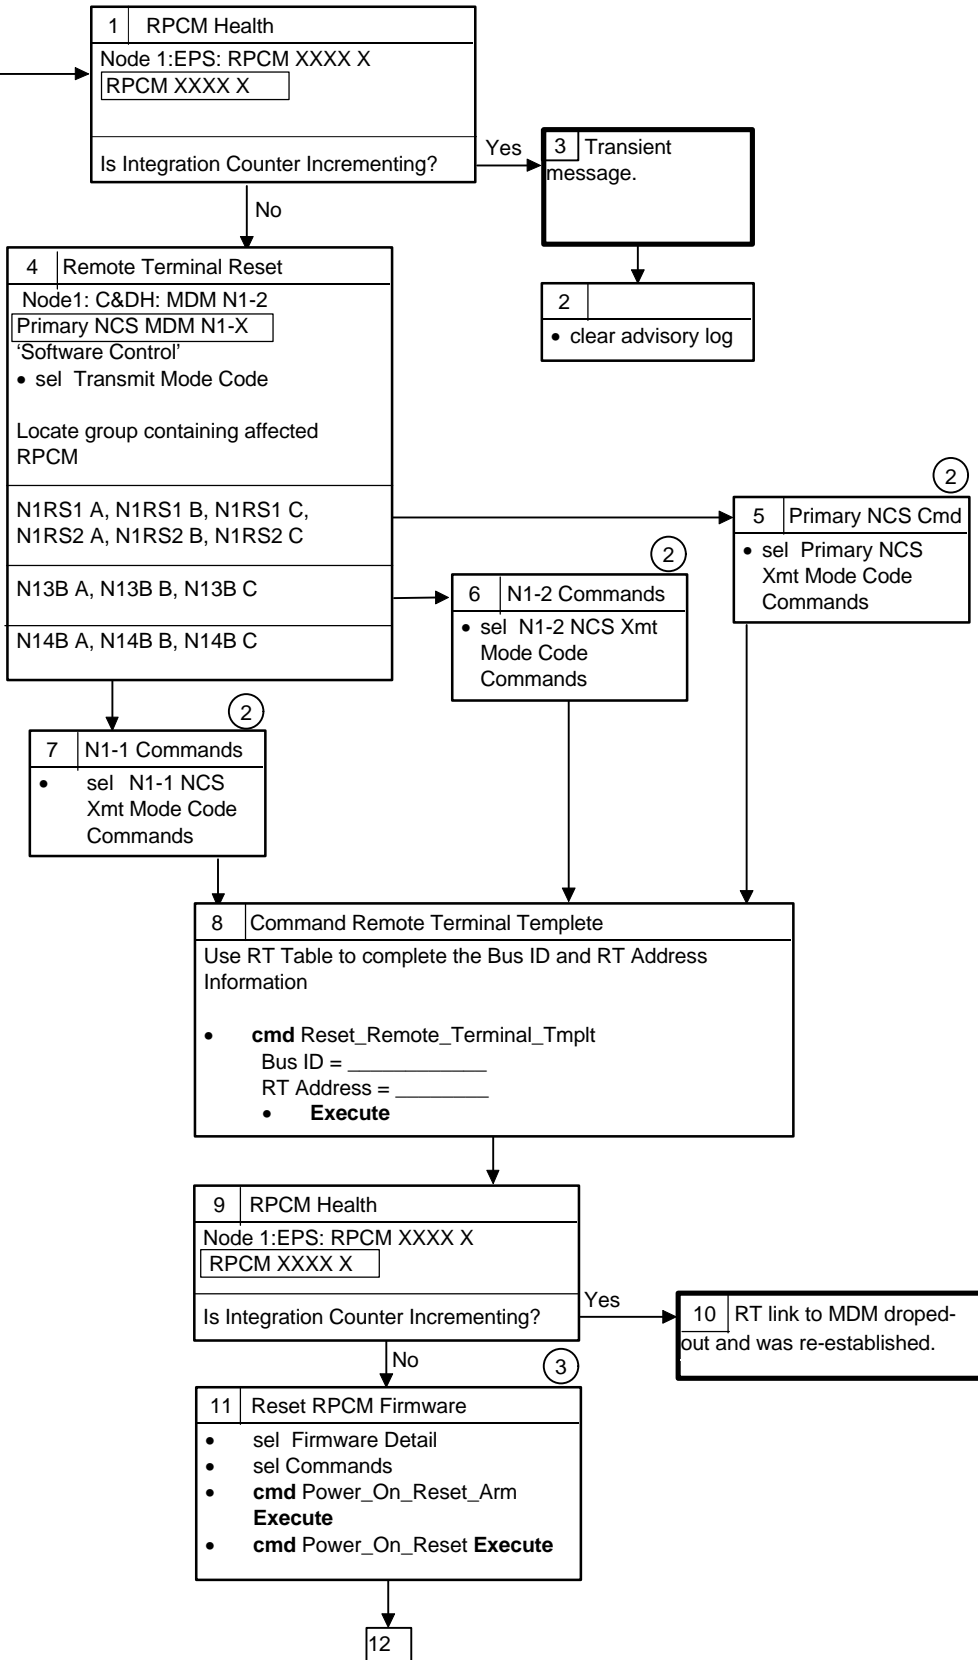 1 RPCM Health
Node 1:EPS: RPCM XXXX X
RPCM XXXX X
Is Integration Counter Incrementing?
Yes
No
3 Transient
message.
2
• clear advisory log
4 Remote Terminal Reset
Node1: C&DH: MDM N1-2
Primary NCS MDM N1-X
‘Software Control’
• sel Transmit Mode Code
Locate group containing affected
RPCM
N1RS1 A, N1RS1 B, N1RS1 C,
N1RS2 A, N1RS2 B, N1RS2 C
N13B A, N13B B, N13B C
N14B A, N14B B, N14B C
2
5 Primary NCS Cmd
• sel Primary NCS
Xmt Mode Code
Commands
2
6 N1-2 Commands
• sel N1-2 NCS Xmt
Mode Code
Commands
2
7 N1-1 Commands
• sel N1-1 NCS
Xmt Mode Code
Commands
8 Command Remote Terminal Templete
Use RT Table to complete the Bus ID and RT Address
Information
• cmd Reset_Remote_Terminal_Tmplt
Bus ID = ____________
RT Address = ________
• Execute
9 RPCM Health
Node 1:EPS: RPCM XXXX X
RPCM XXXX X
Is Integration Counter Incrementing?
Yes
No
10 RT link to MDM droped-
out and was re-established.
3
11 Reset RPCM Firmware
• sel Firmware Detail
• sel Commands
• cmd Power_On_Reset_Arm
Execute
• cmd Power_On_Reset Execute
12